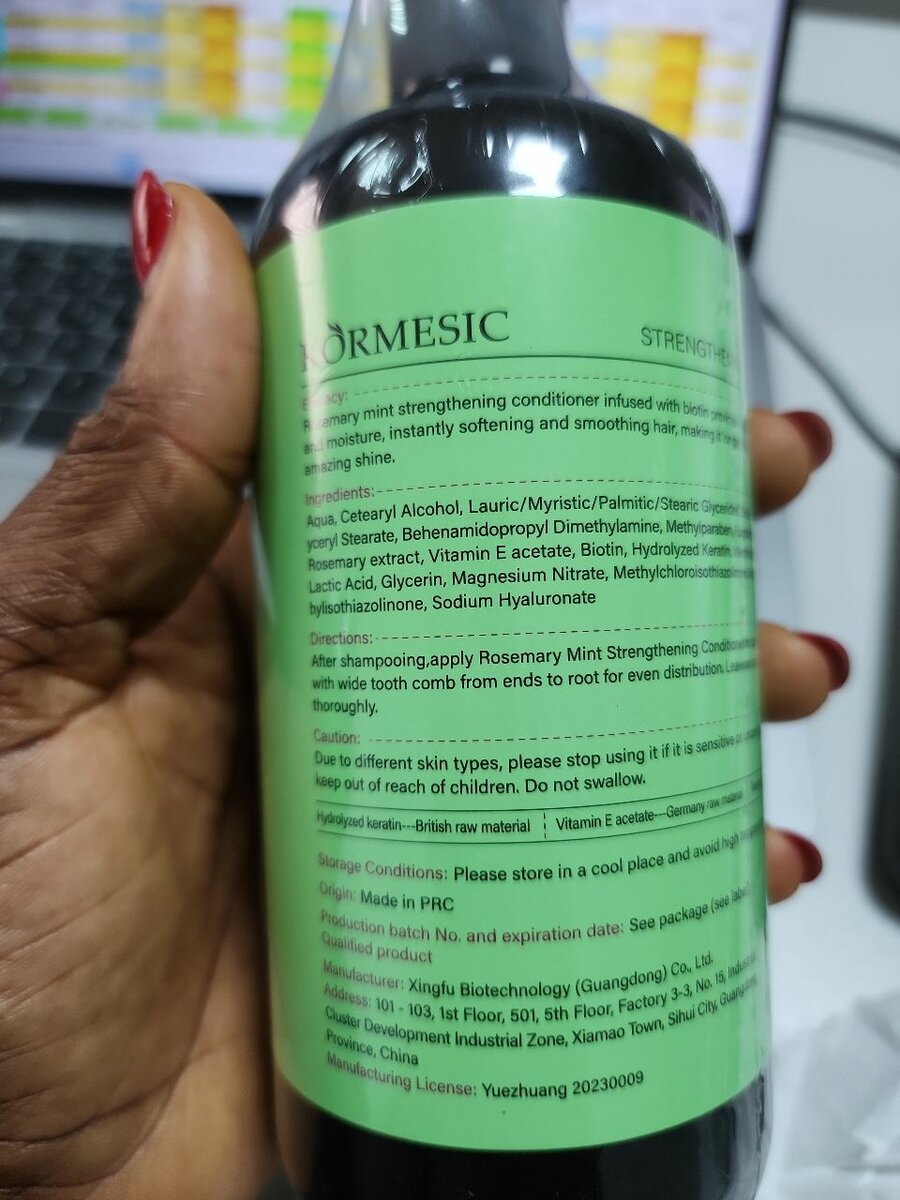 KORMESIC
STRENGTHE
Efficacy:
Rosemary mint strengthening conditioner infused with biotin
and moisture, instantly softening and smoothing hair, making it
amazing shine.
Ingredients:
Aqua, Cetearyl Alcohol, Lauric/Myristic/Palmitic/Stearic Glycerides
yceryl Stearate, Behenamidopropyl Dimethylamine, Methylparaben,
Rosemary extract, Vitamin E acetate, Biotin, Hydrolyzed Keratin,
Lactic Acid, Glycerin, Magnesium Nitrate, Methylchloroisothiazolinone
bylisothiazolinone, Sodium Hyaluronate
Directions:
After shampooing,apply Rosemary Mint Strengthening Conditioner
with wide tooth comb from ends to root for even distribution.
thoroughly.
Caution:
Due to different skin types, please stop using it if it is sensitive or
keep out of reach of children. Do not swallow.
Hydrolyzed keratin---British raw material
Vitamin E acetate---Germany raw material
Storage Conditions: Please store in a cool place and avoid high
Origin: Made in PRC
Production batch No. and expiration date: See package (see label)
Qualified product
Manufacturer: Xingfu Biotechnology (Guangdong) Co., Ltd.
Address: 101 - 103, 1st Floor, 501, 5th Floor, Factory 3-3, No. 15, Industrial
Cluster Development Industrial Zone, Xiamao Town, Sihui City, Guangdong
Province, China
Manufacturing License: Yuezhuang 20230009